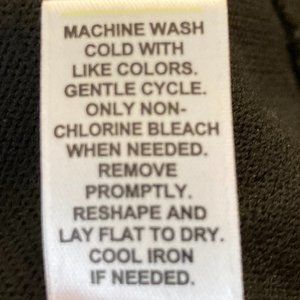 MACHINE WASH
COLD WITH
LIKE COLORS.
GENTLE CYCLE.
ONLY NON-
CHLORINE BLEACH
WHEN NEEDED.
REMOVE
PROMPTLY.
RESHAPE AND
LAY FLAT TO DRY.
COOL IRON
IF NEEDED.